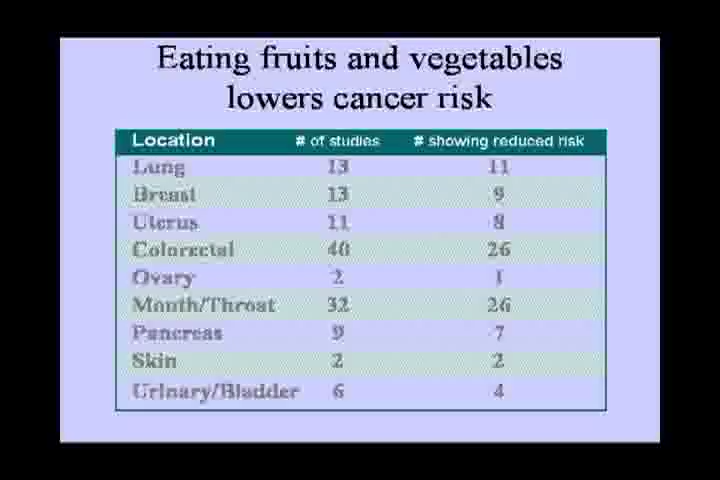 Eating fruits and vegetables
lowers cancer risk
Location # of studies # showing reduced risk
Lung 13 11
Breast 13 9
Uterus 11 8
Colorectal 40 26
Ovary 2 1
Mouth/Throat 32 26
Pancreas 9 7
Skin 2 2
Urinary/Bladder 6 4